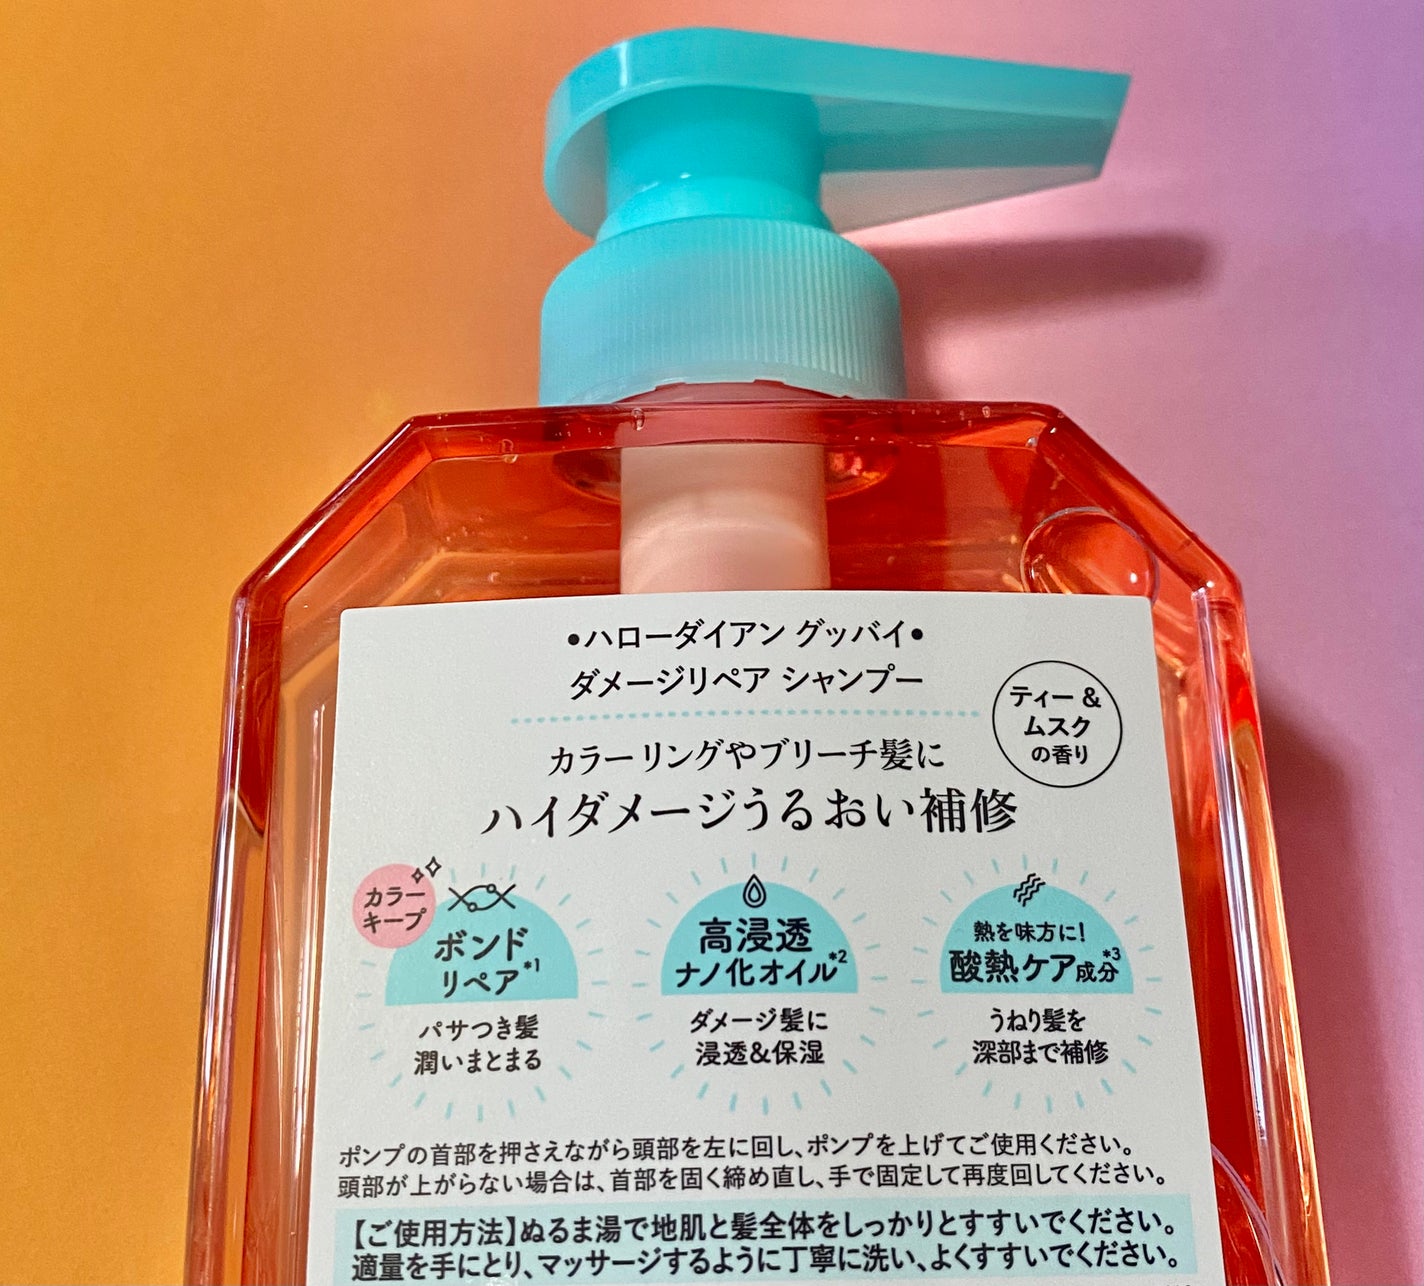 •ハローダイアン グッバイ•
ダメージリペア シャンプー
ティー &
ムスク
の香り
カラーリングやブリーチ髪に
ハイダメージうるおい補修
カラー
キープ
ボンド
リペア*1
パサつき髪
潤いまとまる
高浸透
ナノ化オイル*2
ダメージ髪に
浸透&保湿
熱を味方に!
酸熱ケア成分*3
うねり髪を
深部まで補修
ポンプの首部を押さえながら頭部を左に回し、ポンプを上げてご使用ください。
頭部が上がらない場合は、首部を固く締め直し、手で固定して再度回してください。
【ご使用方法】ぬるま湯で地肌と髪全体をしっかりとすすいでください。
適量を手にとり、マッサージするように丁寧に洗い、よくすすいでください。